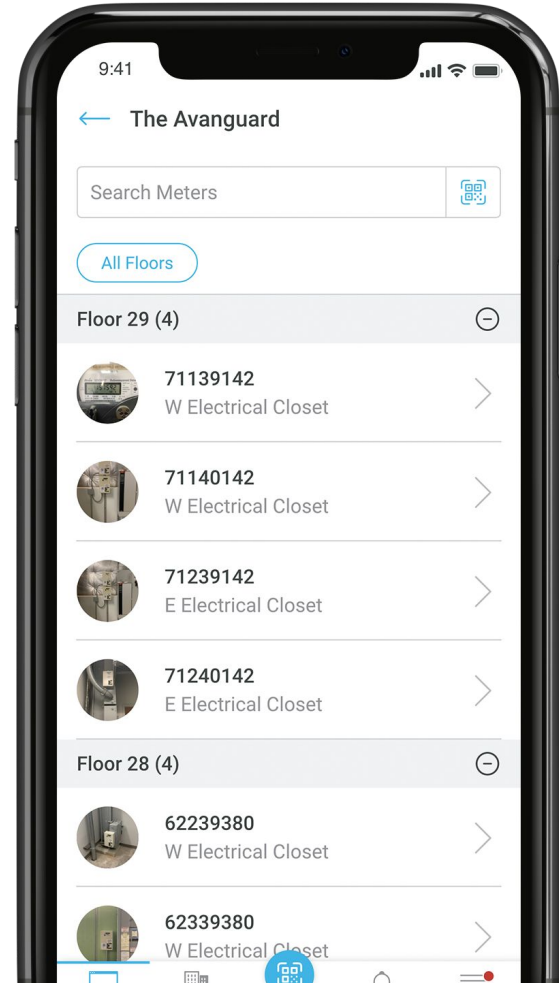 9:41
The Avanguard
Search Meters
All Floors
Floor 29 (4)
71139142
W Electrical Closet
71140142
W Electrical Closet
71239142
E Electrical Closet
71240142
E Electrical Closet
Floor 28 (4)
62239380
W Electrical Closet
62339380
W Electrical Closet